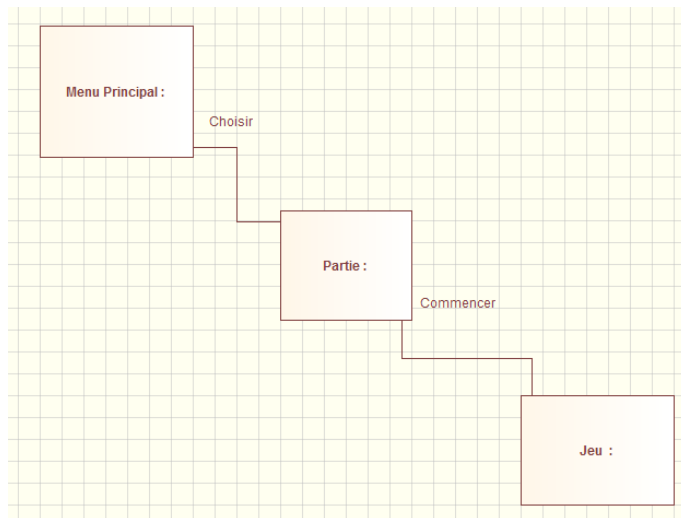 Menu Principal :
Choisir
Partie :
Commencer
Jeu :